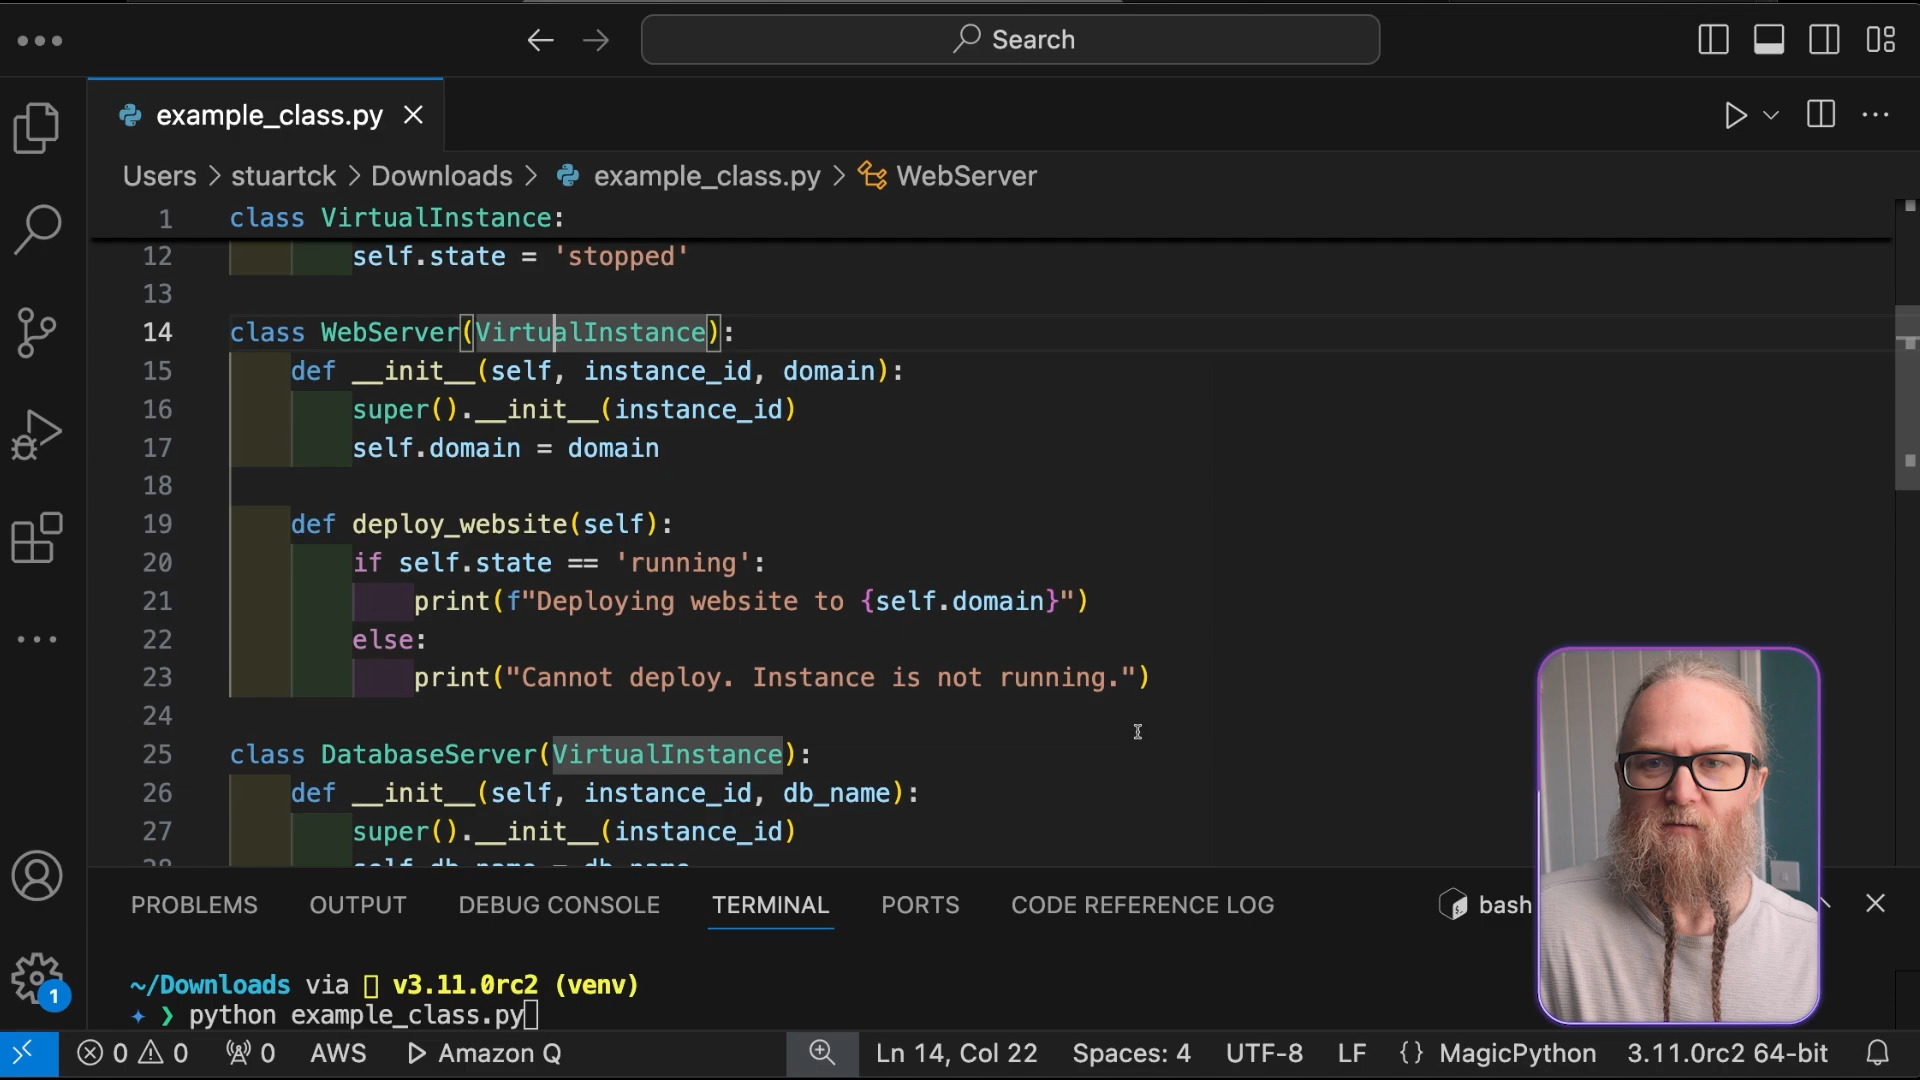 Search
example_class.py
Users > stuartck > Downloads > example_class.py > WebServer
1 class VirtualInstance:
12 self.state = 'stopped'
13
14 class WebServer(VirtualInstance):
15 def __init__(self, instance_id, domain):
16 super().__init__(instance_id)
17 self.domain = domain
18
19 def deploy_website(self):
20 if self.state == 'running':
21 print(f"Deploying website to {self.domain}")
22 else:
23 print("Cannot deploy. Instance is not running.")
24
25 class DatabaseServer(VirtualInstance):
26 def __init__(self, instance_id, db_name):
27 super().__init__(instance_id)
28 self.db_name = db_name
PROBLEMS OUTPUT DEBUG CONSOLE TERMINAL PORTS CODE REFERENCE LOG bash
~/Downloads via v3.11.0rc2 (venv)
❯ python example_class.py
1
0 0 0 AWS Amazon Q Ln 14, Col 22 Spaces: 4 UTF-8 LF {} MagicPython 3.11.0rc2 64-bit